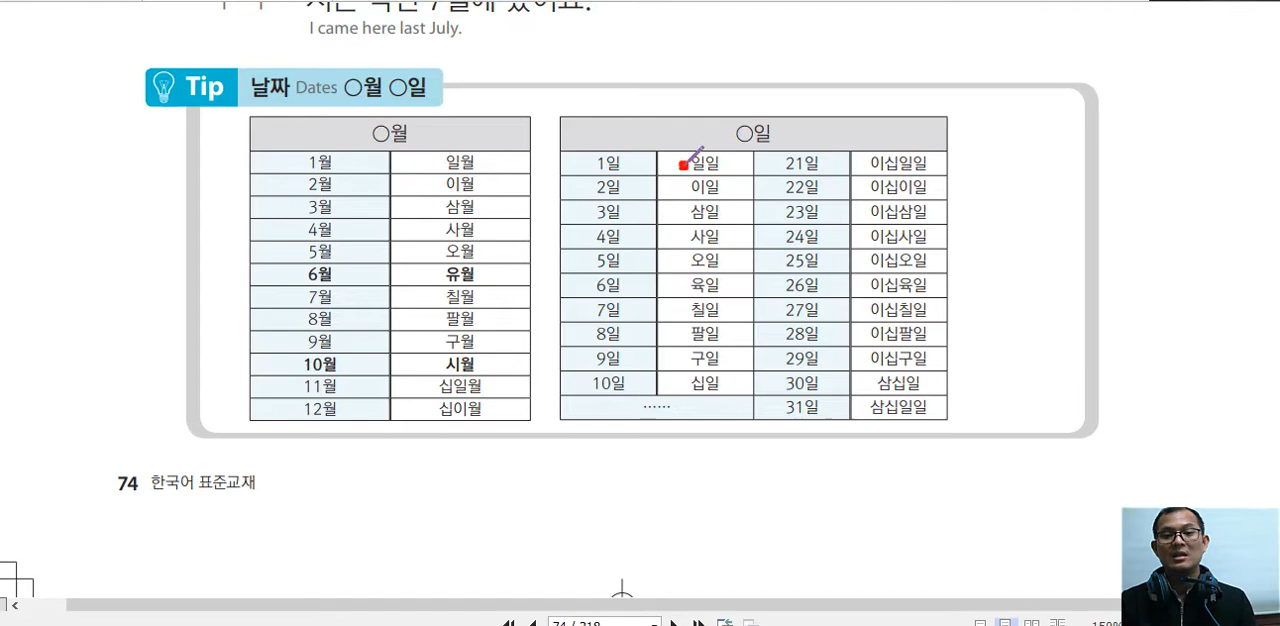 I came here last July.
Tip 날짜 Dates ○월 ○일
○월
1월 일월
2월 이월
3월 삼월
4월 사월
5월 오월
6월 유월
7월 칠월
8월 팔월
9월 구월
10월 시월
11월 십일월
12월 십이월
○일
1일 일일 21일 이십일일
2일 이일 22일 이십이일
3일 삼일 23일 이십삼일
4일 사일 24일 이십사일
5일 오일 25일 이십오일
6일 육일 26일 이십육일
7일 칠일 27일 이십칠일
8일 팔일 28일 이십팔일
9일 구일 29일 이십구일
10일 십일 30일 삼십일
…… 31일 삼십일일
74 한국어 표준교재